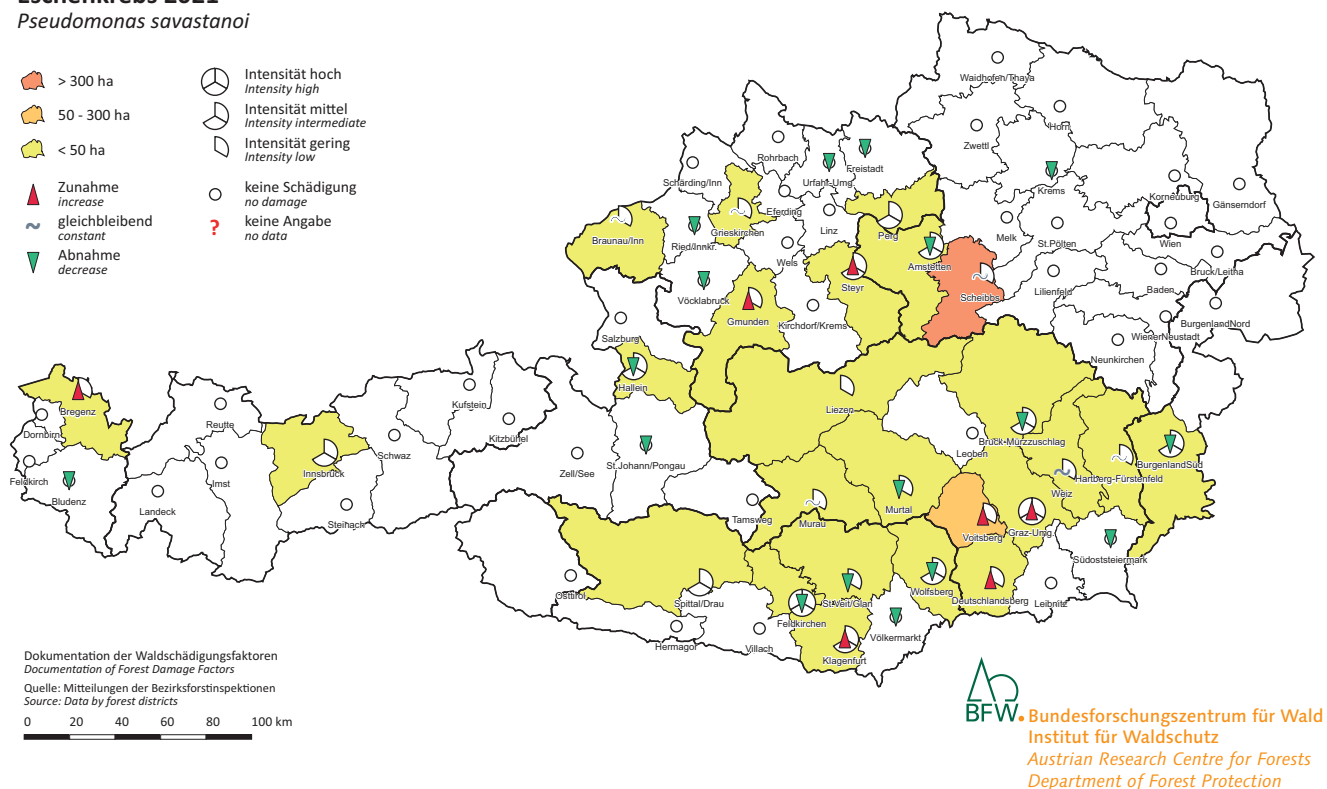 Eschenkrebs 2021
Pseudomonas savastanoi
> 300 ha
50 - 300 ha
< 50 ha
Zunahme
increase
gleichbleibend
constant
Abnahme
decrease
Intensität hoch
Intensity high
Intensität mittel
Intensity intermediate
Intensität gering
Intensity low
keine Schädigung
no damage
?
keine Angabe
no data
Waidhofen/Thaya
Horn
Zwettl
Rohrbach
Freistadt
Urfahr-Umg.
Schärding/Inn
Krems
Korneuburg
Gänserndorf
Eferding
Grieskirchen
Linz
Perg
Melk
St.Pölten
Wien
Braunau/Inn
Ried/Innkr.
Wels
Amstetten
Bruck/Leitha
Steyr
Scheibbs
Lilienfeld
Baden
Vöcklabruck
Gmunden
Kirchdorf/Krems
BurgenlandNord
WienerNeustadt
Salzburg
Neunkirchen
Hallein
Bregenz
Kufstein
Liezen
Dornbirn
Reutte
Kitzbühel
Bruck-Mürzzuschlag
Leoben
Schwaz
St.Johann/Pongau
BurgenlandSüd
Feldkirch
Innsbruck
Zell/See
Hartberg-Fürstenfeld
Imst
Weiz
Bludenz
Landeck
Steinach
Tamsweg
Murau
Murtal
Voitsberg
Graz-Umg.
Südoststeiermark
Osttirol
Spittal/Drau
St.Veit/Glan
Wolfsberg
Deutschlandsberg
Leibnitz
Feldkirchen
Völkermarkt
Hermagor
Villach
Klagenfurt
Dokumentation der Waldschädigungsfaktoren
Documentation of Forest Damage Factors
Quelle: Mitteilungen der Bezirksforstinspektionen
Source: Data by forest districts
0 20 40 60 80 100 km
BFW
Bundesforschungszentrum für Wald
Institut für Waldschutz
Austrian Research Centre for Forests
Department of Forest Protection